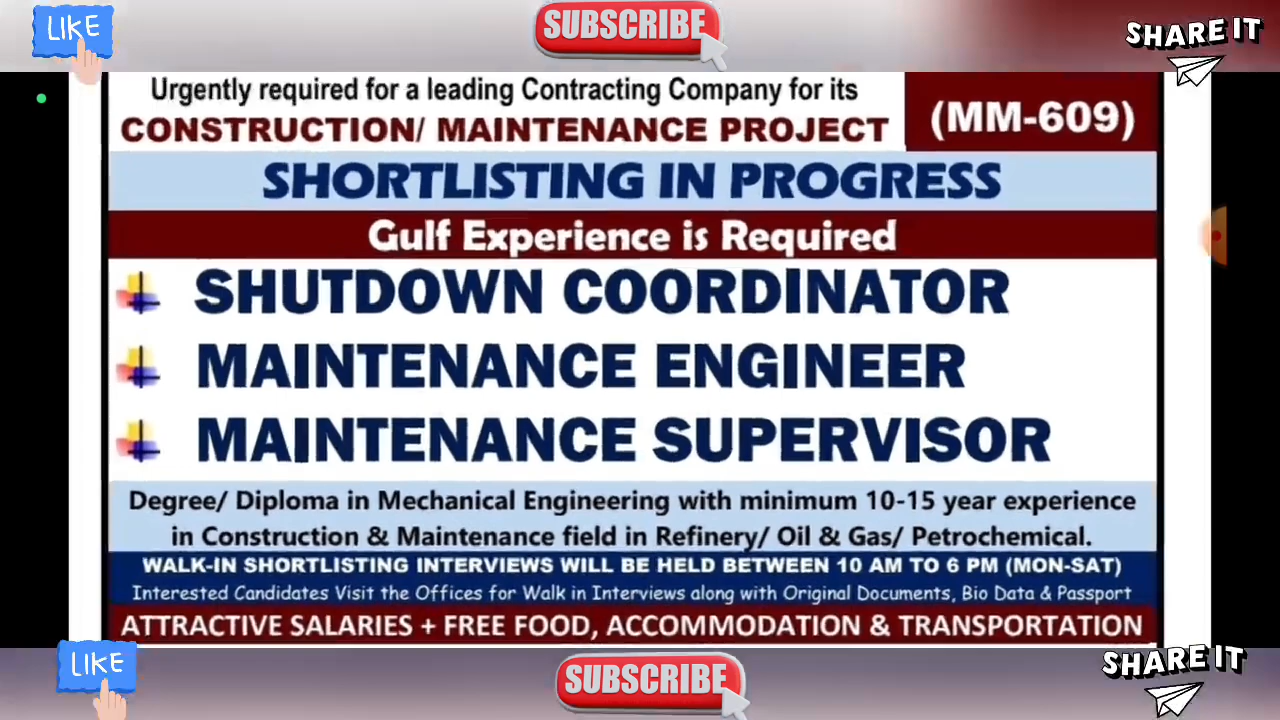 LIKE
SUBSCRIBE
SHARE IT
Urgently required for a leading Contracting Company for its
CONSTRUCTION/ MAINTENANCE PROJECT
(MM-609)
SHORTLISTING IN PROGRESS
Gulf Experience is Required
SHUTDOWN COORDINATOR
MAINTENANCE ENGINEER
MAINTENANCE SUPERVISOR
Degree/ Diploma in Mechanical Engineering with minimum 10-15 year experience
in Construction & Maintenance field in Refinery/ Oil & Gas/ Petrochemical.
WALK-IN SHORTLISTING INTERVIEWS WILL BE HELD BETWEEN 10 AM TO 6 PM (MON-SAT)
Interested Candidates Visit the Offices for Walk in Interviews along with Original Documents, Bio Data & Passport
ATTRACTIVE SALARIES + FREE FOOD, ACCOMMODATION & TRANSPORTATION
LIKE
SUBSCRIBE
SHARE IT